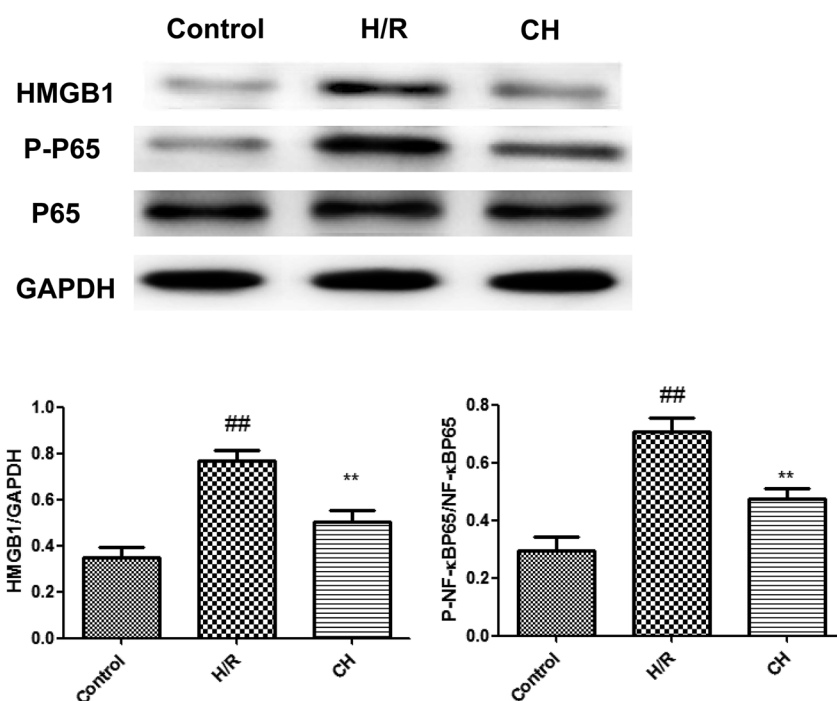 Control H/R CH
HMGB1
P-P65
P65
GAPDH
HMGB1/GAPDH
1.0
0.8
0.6
0.4
0.2
0.0
##
**
Control H/R CH
P-NF-κBP65/NF-κBP65
0.8
0.6
0.4
0.2
0.0
##
**
Control H/R CH